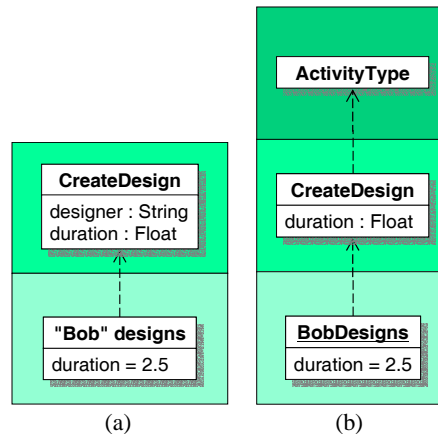 CreateDesign
designer : String
duration : Float
"Bob" designs
duration = 2.5
(a)
ActivityType
CreateDesign
duration : Float
BobDesigns
duration = 2.5
(b)